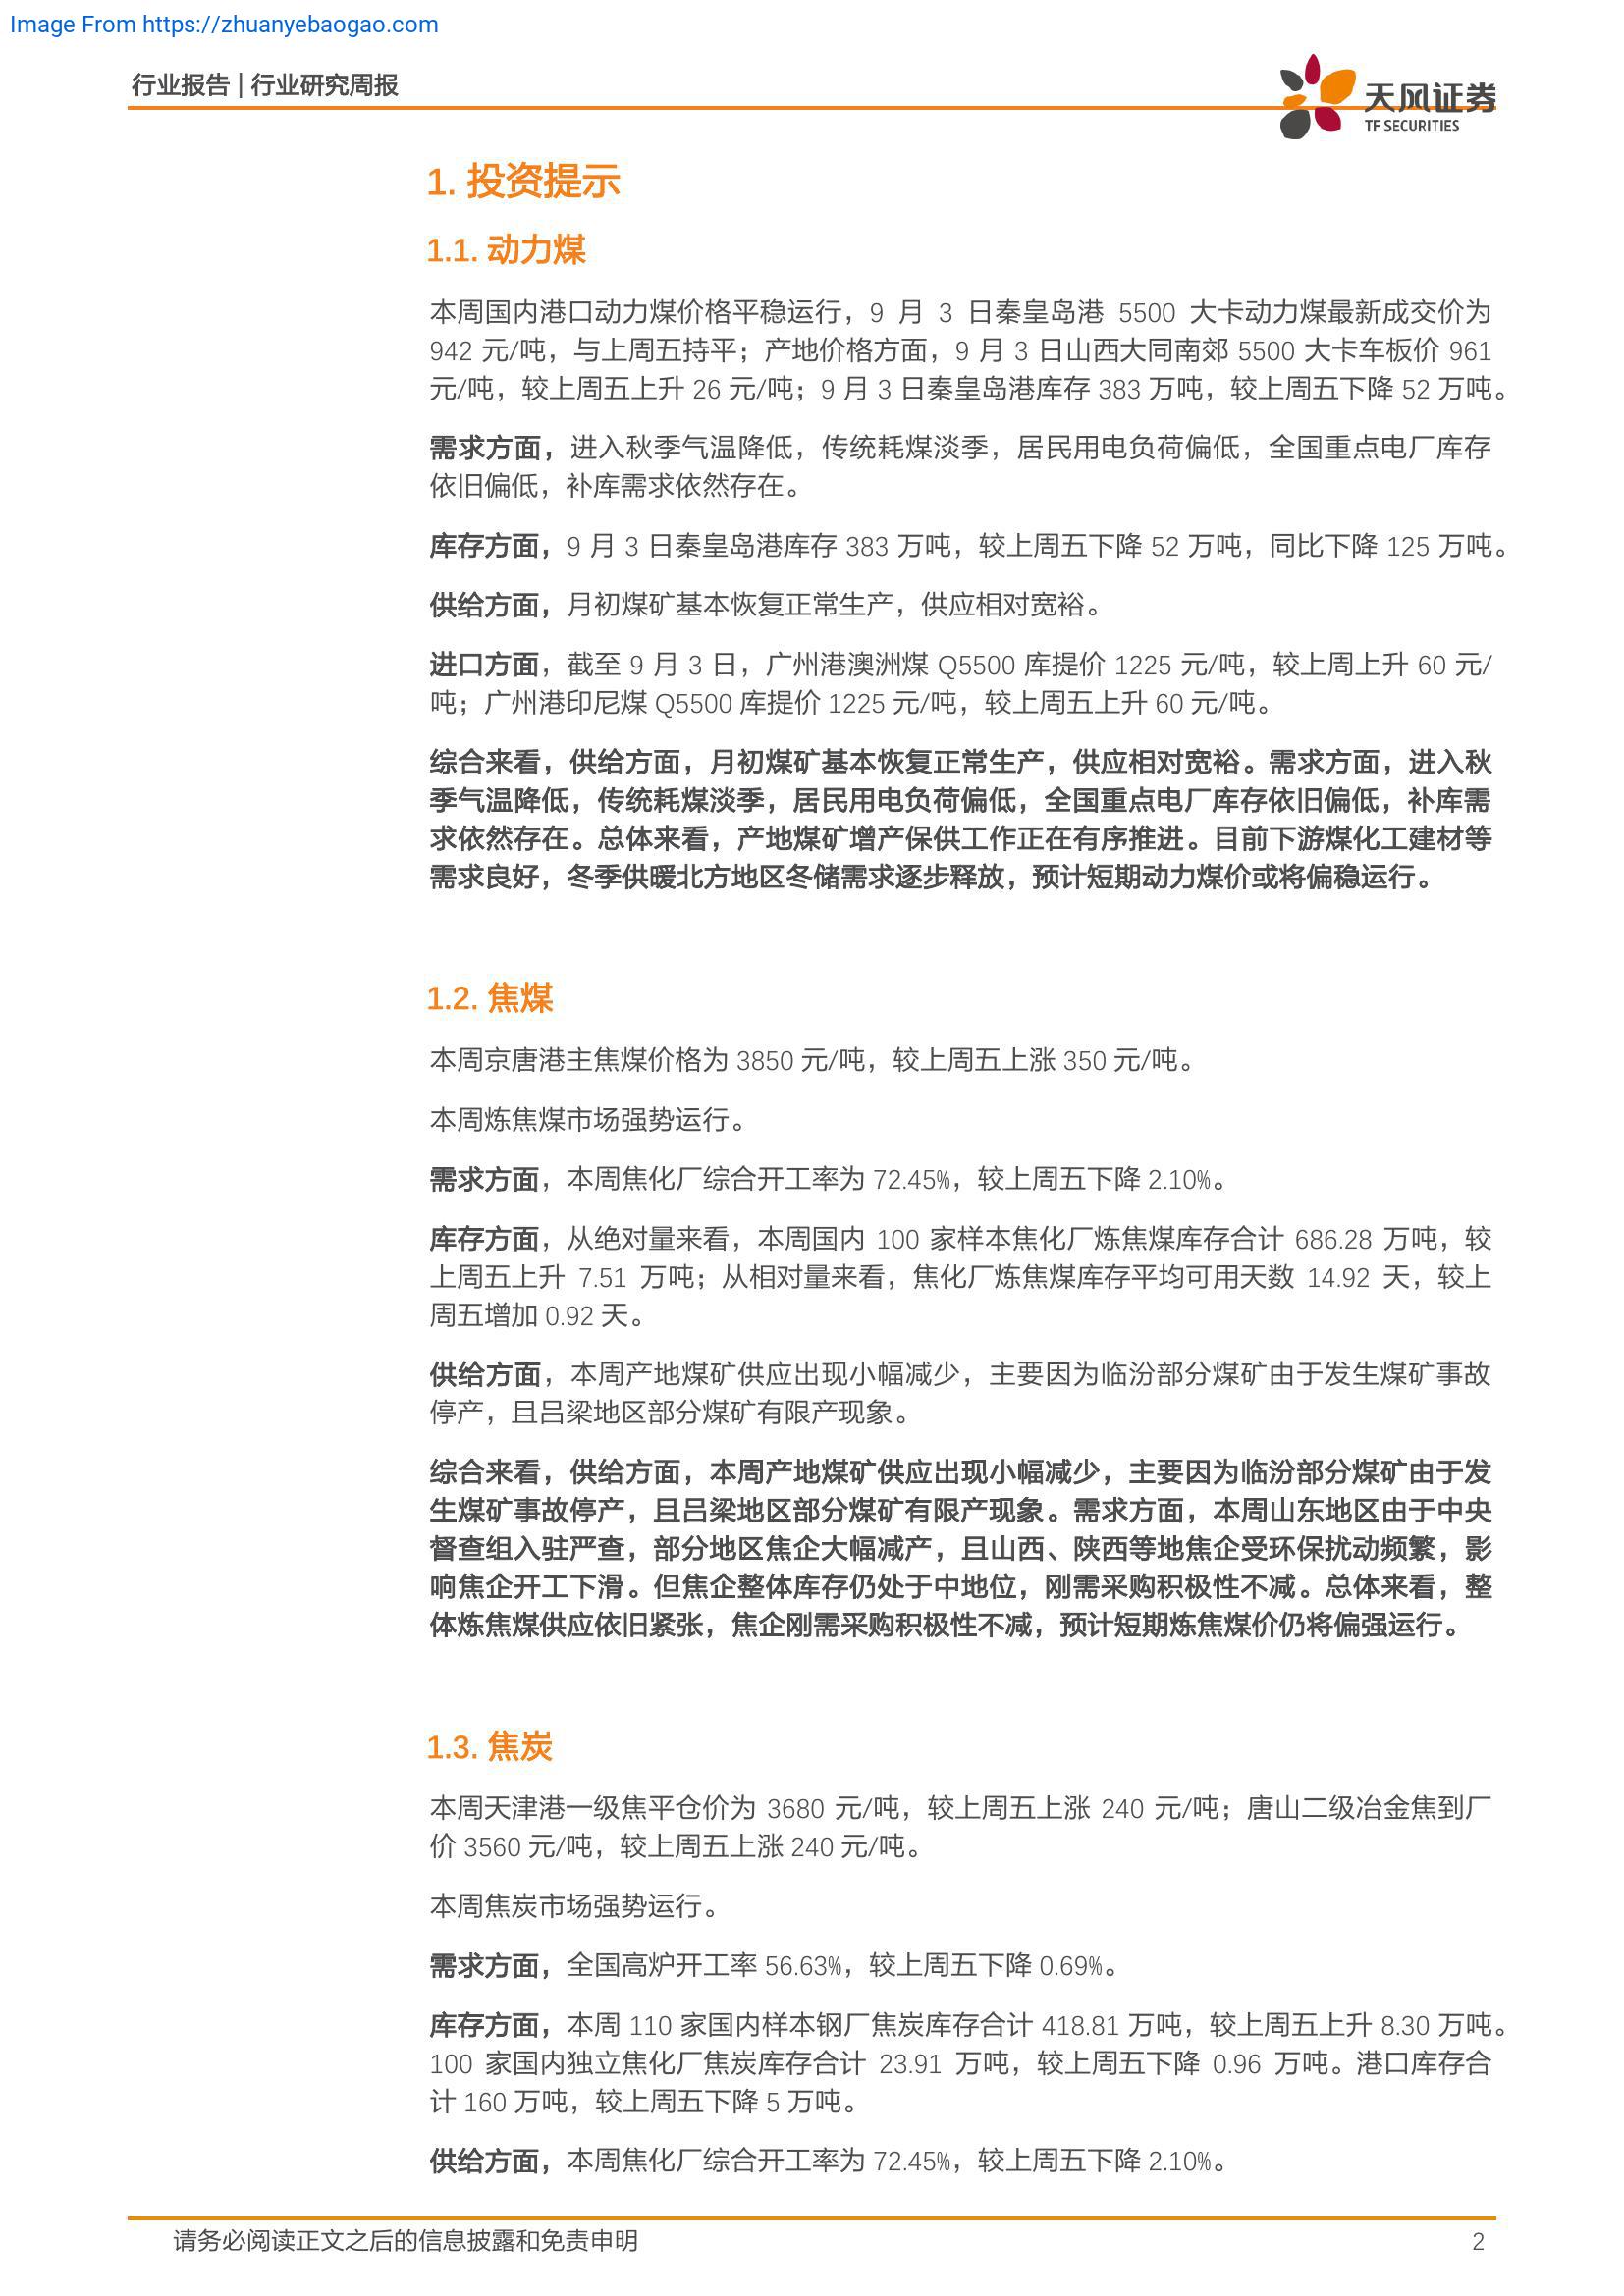 Image From https://zhuanyebaogao.com
行业报告 | 行业研究周报
天风证券
TF SECURITIES
1. 投资提示
1.1. 动力煤
本周国内港口动力煤价格平稳运行，9 月 3 日秦皇岛港 5500 大卡动力煤最新成交价为
942 元/吨，与上周五持平；产地价格方面，9 月 3 日山西大同南郊 5500 大卡车板价 961
元/吨，较上周五上升 26 元/吨；9 月 3 日秦皇岛港库存 383 万吨，较上周五下降 52 万吨。
需求方面，进入秋季气温降低，传统耗煤淡季，居民用电负荷偏低，全国重点电厂库存
依旧偏低，补库需求依然存在。
库存方面，9 月 3 日秦皇岛港库存 383 万吨，较上周五下降 52 万吨，同比下降 125 万吨。
供给方面，月初煤矿基本恢复正常生产，供应相对宽裕。
进口方面，截至 9 月 3 日，广州港澳洲煤 Q5500 库提价 1225 元/吨，较上周上升 60 元/
吨；广州港印尼煤 Q5500 库提价 1225 元/吨，较上周五上升 60 元/吨。
综合来看，供给方面，月初煤矿基本恢复正常生产，供应相对宽裕。需求方面，进入秋
季气温降低，传统耗煤淡季，居民用电负荷偏低，全国重点电厂库存依旧偏低，补库需
求依然存在。总体来看，产地煤矿增产保供工作正在有序推进。目前下游煤化工建材等
需求良好，冬季供暖北方地区冬储需求逐步释放，预计短期动力煤价或将偏稳运行。
1.2. 焦煤
本周京唐港主焦煤价格为 3850 元/吨，较上周五上涨 350 元/吨。
本周炼焦煤市场强势运行。
需求方面，本周焦化厂综合开工率为 72.45%，较上周五下降 2.10%。
库存方面，从绝对量来看，本周国内 100 家样本焦化厂炼焦煤库存合计 686.28 万吨，较
上周五上升 7.51 万吨；从相对量来看，焦化厂炼焦煤库存平均可用天数 14.92 天，较上
周五增加 0.92 天。
供给方面，本周产地煤矿供应出现小幅减少，主要因为临汾部分煤矿由于发生煤矿事故
停产，且吕梁地区部分煤矿有限产现象。
综合来看，供给方面，本周产地煤矿供应出现小幅减少，主要因为临汾部分煤矿由于发
生煤矿事故停产，且吕梁地区部分煤矿有限产现象。需求方面，本周山东地区由于中央
督查组入驻严查，部分地区焦企大幅减产，且山西、陕西等地焦企受环保扰动频繁，影
响焦企开工下滑。但焦企整体库存仍处于中地位，刚需采购积极性不减。总体来看，整
体炼焦煤供应依旧紧张，焦企刚需采购积极性不减，预计短期炼焦煤价仍将偏强运行。
1.3. 焦炭
本周天津港一级焦平仓价为 3680 元/吨，较上周五上涨 240 元/吨；唐山二级冶金焦到厂
价 3560 元/吨，较上周五上涨 240 元/吨。
本周焦炭市场强势运行。
需求方面，全国高炉开工率 56.63%，较上周五下降 0.69%。
库存方面，本周 110 家国内样本钢厂焦炭库存合计 418.81 万吨，较上周五上升 8.30 万吨。
100 家国内独立焦化厂焦炭库存合计 23.91 万吨，较上周五下降 0.96 万吨。港口库存合
计 160 万吨，较上周五下降 5 万吨。
供给方面，本周焦化厂综合开工率为 72.45%，较上周五下降 2.10%。
请务必阅读正文之后的信息披露和免责申明
2